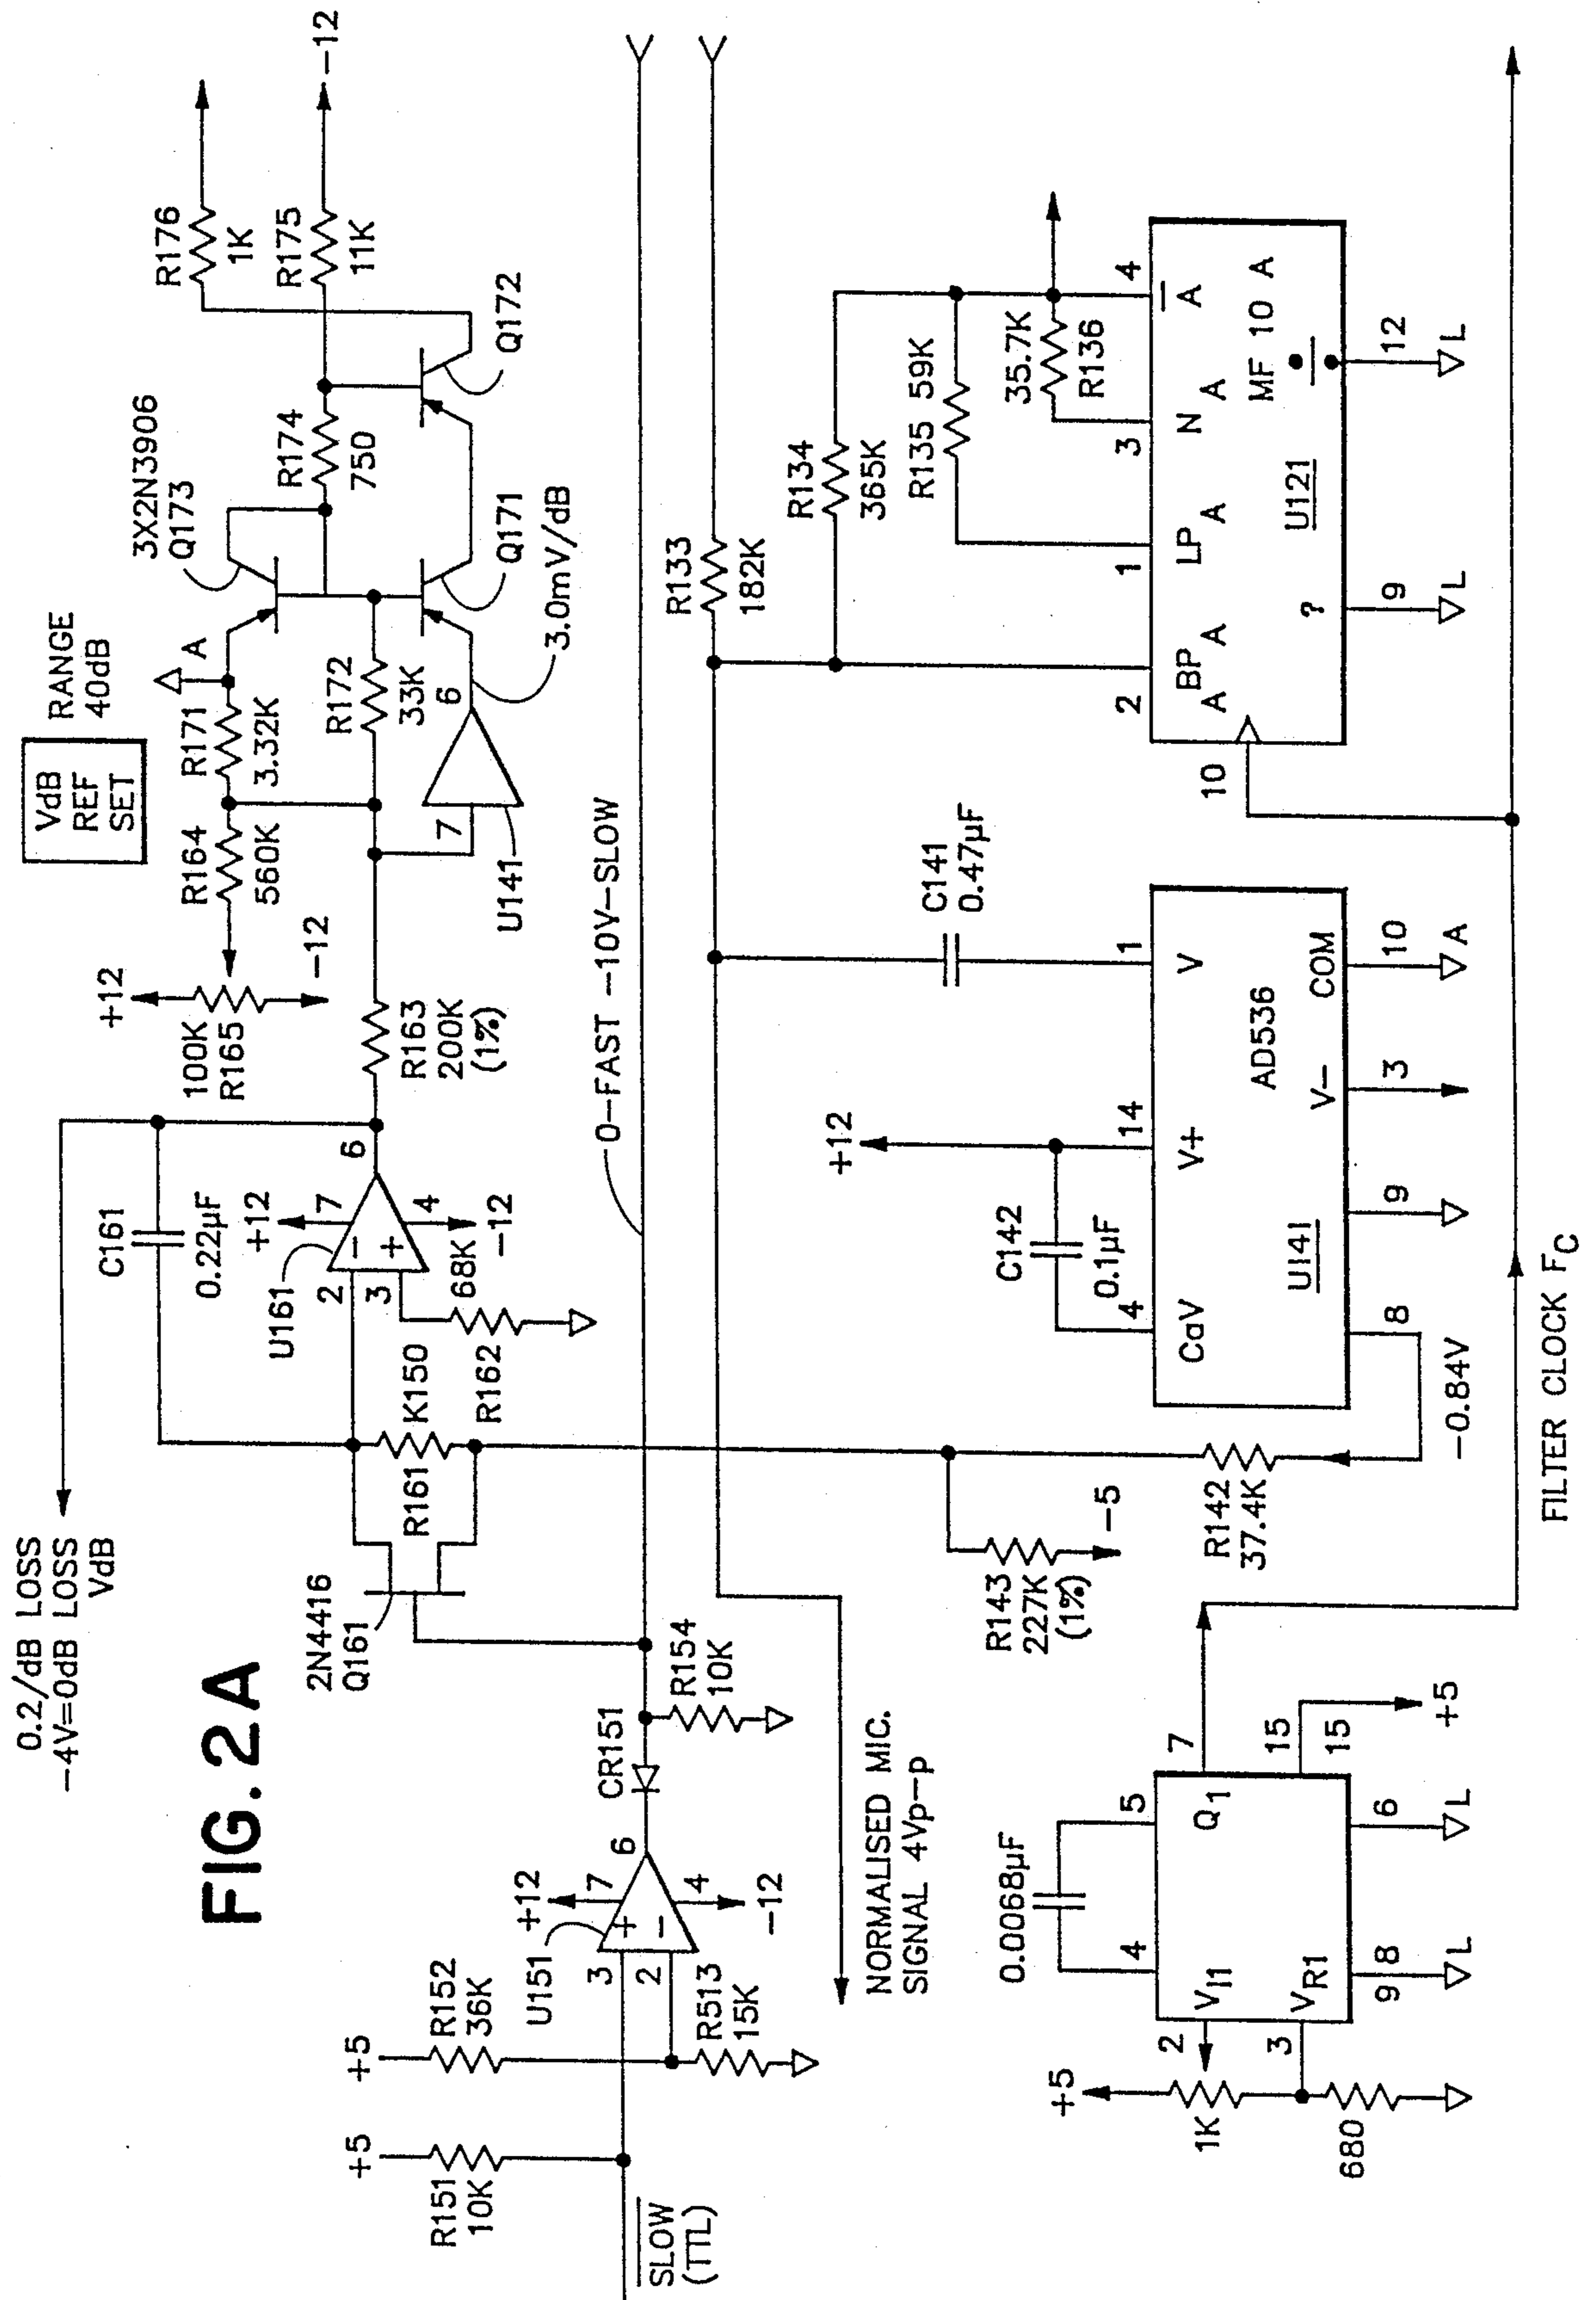 FIG. 2A
0.2/dB LOSS
-4V=0dB LOSS
VdB
C161
0.22µF
+12
U161
2
3
7
4
6
-12
68K
R162
R161
K150
2N4416
Q161
100K
R165
+12
-12
R163
200K
(1%)
VdB
REF
SET
RANGE
40dB
R164
560K
R171
3.32K
A
R172
33K
7
6
U141
3.0mV/dB
3X2N3906
Q173
Q171
R174
750
Q172
R176
1K
R175
11K
-12
SLOW
(TTL)
+5
R151
10K
+5
R152
36K
R513
15K
U151
3
2
+12
7
4
-12
6
CR151
R154
10K
0-FAST -10V-SLOW
NORMALISED MIC.
SIGNAL 4Vp-p
R143
227K
(1%)
-5
R142
37.4K
-0.84V
C142
0.1µF
+12
C141
0.47µF
4
14
1
CaV
V+
V
AD536
U141
V-
COM
8
9
3
10
A
R133
182K
R134
365K
R135 59K
35.7K
R136
2
1
3
4
BP
A
LP
A
N
A
A
A
MF 10
?
U121
÷
10
9
L
12
L
+5
1K
680
2
3
0.0068µF
4
5
VI1
VR1
Q1
7
15
15
+5
9
8
L
6
L
FILTER CLOCK FC